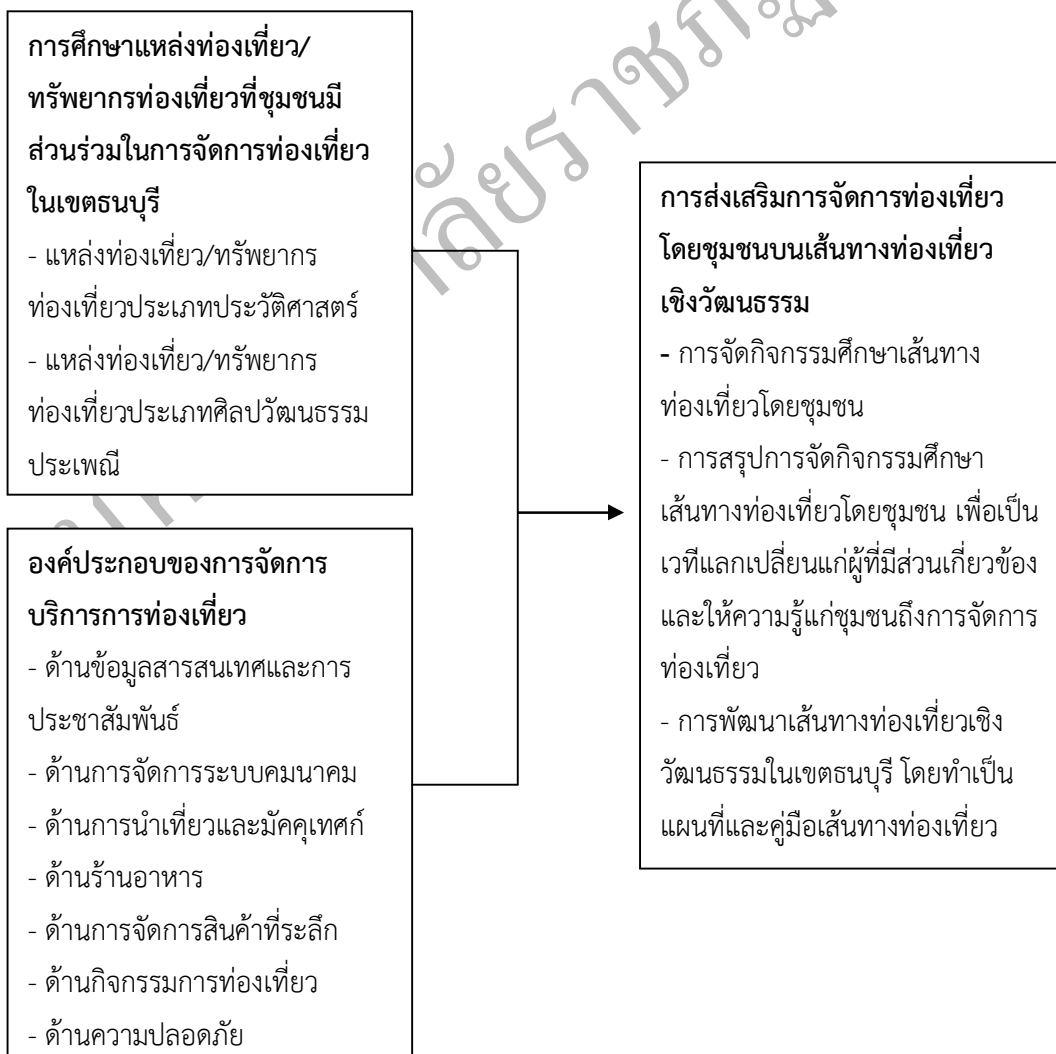 การศึกษาแหล่งท่องเที่ยว/
ทรัพยากรท่องเที่ยวที่ชุมชนมี
ส่วนร่วมในการจัดการท่องเที่ยว
ในเขตธนบุรี
- แหล่งท่องเที่ยว/ทรัพยากร
ท่องเที่ยวประเภทประวัติศาสตร์
- แหล่งท่องเที่ยว/ทรัพยากร
ท่องเที่ยวประเภทศิลปวัฒนธรรม
ประเพณี
องค์ประกอบของการจัดการ
บริการการท่องเที่ยว
- ด้านข้อมูลสารสนเทศและการ
ประชาสัมพันธ์
- ด้านการจัดการระบบคมนาคม
- ด้านการนำเที่ยวและมัคคุเทศก์
- ด้านร้านอาหาร
- ด้านการจัดการสินค้าที่ระลึก
- ด้านกิจกรรมการท่องเที่ยว
- ด้านความปลอดภัย
การส่งเสริมการจัดการท่องเที่ยว
โดยชุมชนบนเส้นทางท่องเที่ยว
เชิงวัฒนธรรม
- การจัดกิจกรรมศึกษาเส้นทาง
ท่องเที่ยวโดยชุมชน
- การสรุปการจัดกิจกรรมศึกษา
เส้นทางท่องเที่ยวโดยชุมชน เพื่อเป็น
เวทีแลกเปลี่ยนแก่ผู้ที่มีส่วนเกี่ยวข้อง
และให้ความรู้แก่ชุมชนถึงการจัดการ
ท่องเที่ยว
- การพัฒนาเส้นทางท่องเที่ยวเชิง
วัฒนธรรมในเขตธนบุรี โดยทำเป็น
แผนที่และคู่มือเส้นทางท่องเที่ยว